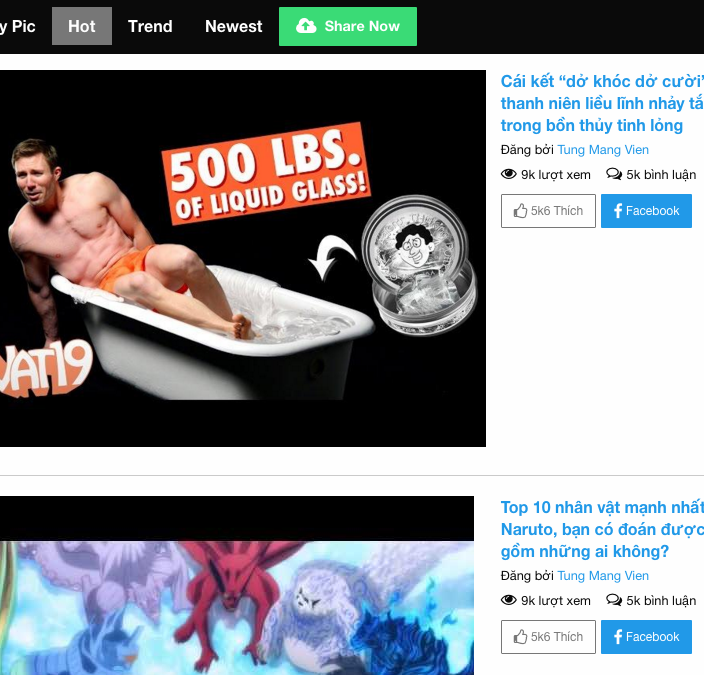 y Pic Hot Trend Newest Share Now
500 LBS.
OF LIQUID GLASS!
VAT19
Cái kết “dở khóc dở cười”
thanh niên liều lĩnh nhảy tắ
trong bồn thủy tinh lỏng
Đăng bởi Tung Mang Vien
9k lượt xem 5k bình luận
5k6 Thích Facebook
Top 10 nhân vật mạnh nhất
Naruto, bạn có đoán được
gồm những ai không?
Đăng bởi Tung Mang Vien
9k lượt xem 5k bình luận
5k6 Thích Facebook